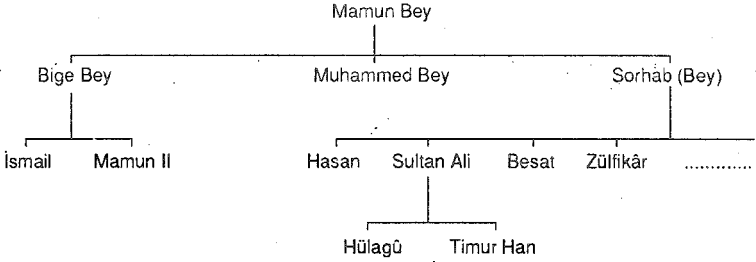 Mamun Bey
Bige Bey Muhammed Bey Sorhab (Bey)
İsmail Mamun II Hasan Sultan Ali Besat Zülfikâr .............
Hülagû Timur Han